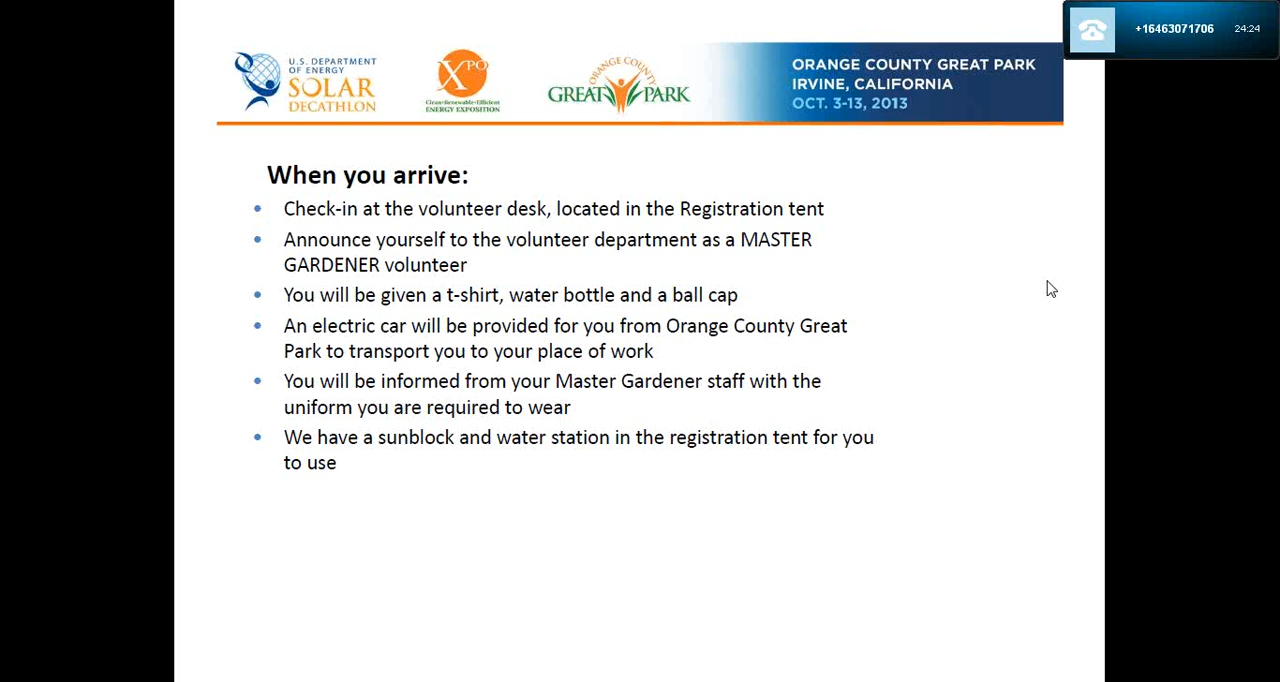 U.S. DEPARTMENT
OF ENERGY
SOLAR
DECATHLON
XPO
Clean•Renewable•Efficient
ENERGY EXPOSITION
ORANGE COUNTY
GREAT PARK
ORANGE COUNTY GREAT PARK
IRVINE, CALIFORNIA
OCT. 3-13, 2013
+16463071706
24:24
When you arrive:
• Check-in at the volunteer desk, located in the Registration tent
• Announce yourself to the volunteer department as a MASTER
GARDENER volunteer
• You will be given a t-shirt, water bottle and a ball cap
• An electric car will be provided for you from Orange County Great
Park to transport you to your place of work
• You will be informed from your Master Gardener staff with the
uniform you are required to wear
• We have a sunblock and water station in the registration tent for you
to use